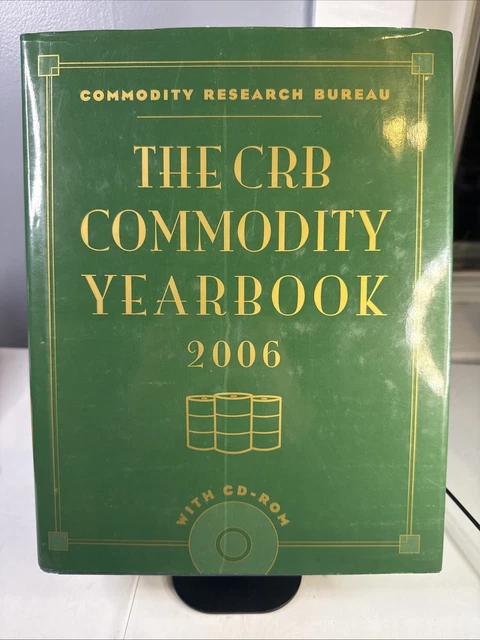 COMMODITY RESEARCH BUREAU
THE CRB
COMMODITY
YEARBOOK
2006
WITH CD-ROM